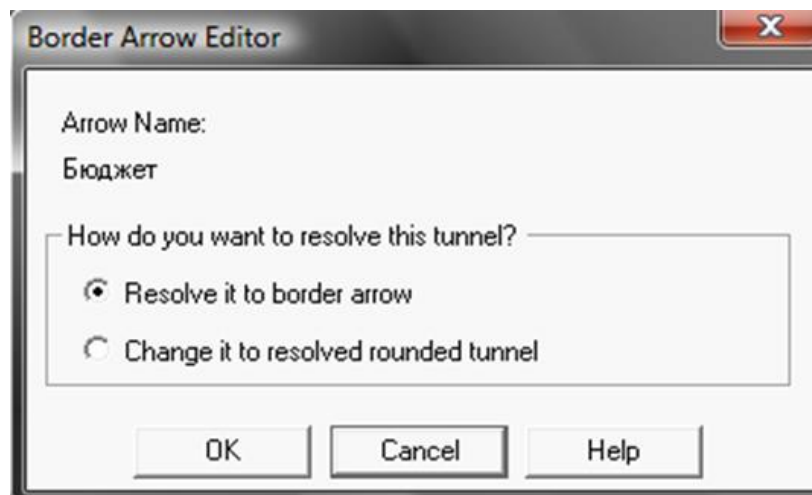 Border Arrow Editor
Arrow Name:
Бюджет
How do you want to resolve this tunnel?
Resolve it to border arrow
Change it to resolved rounded tunnel
OK Cancel Help